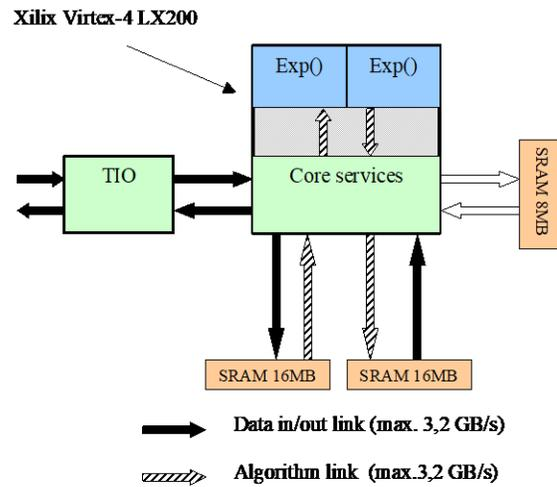 Xilix Virtex-4 LX200
Exp() Exp()
TIO
Core services
SRAM 8MB
SRAM 16MB SRAM 16MB
Data in/out link (max. 3,2 GB/s)
Algorithm link (max.3,2 GB/s)